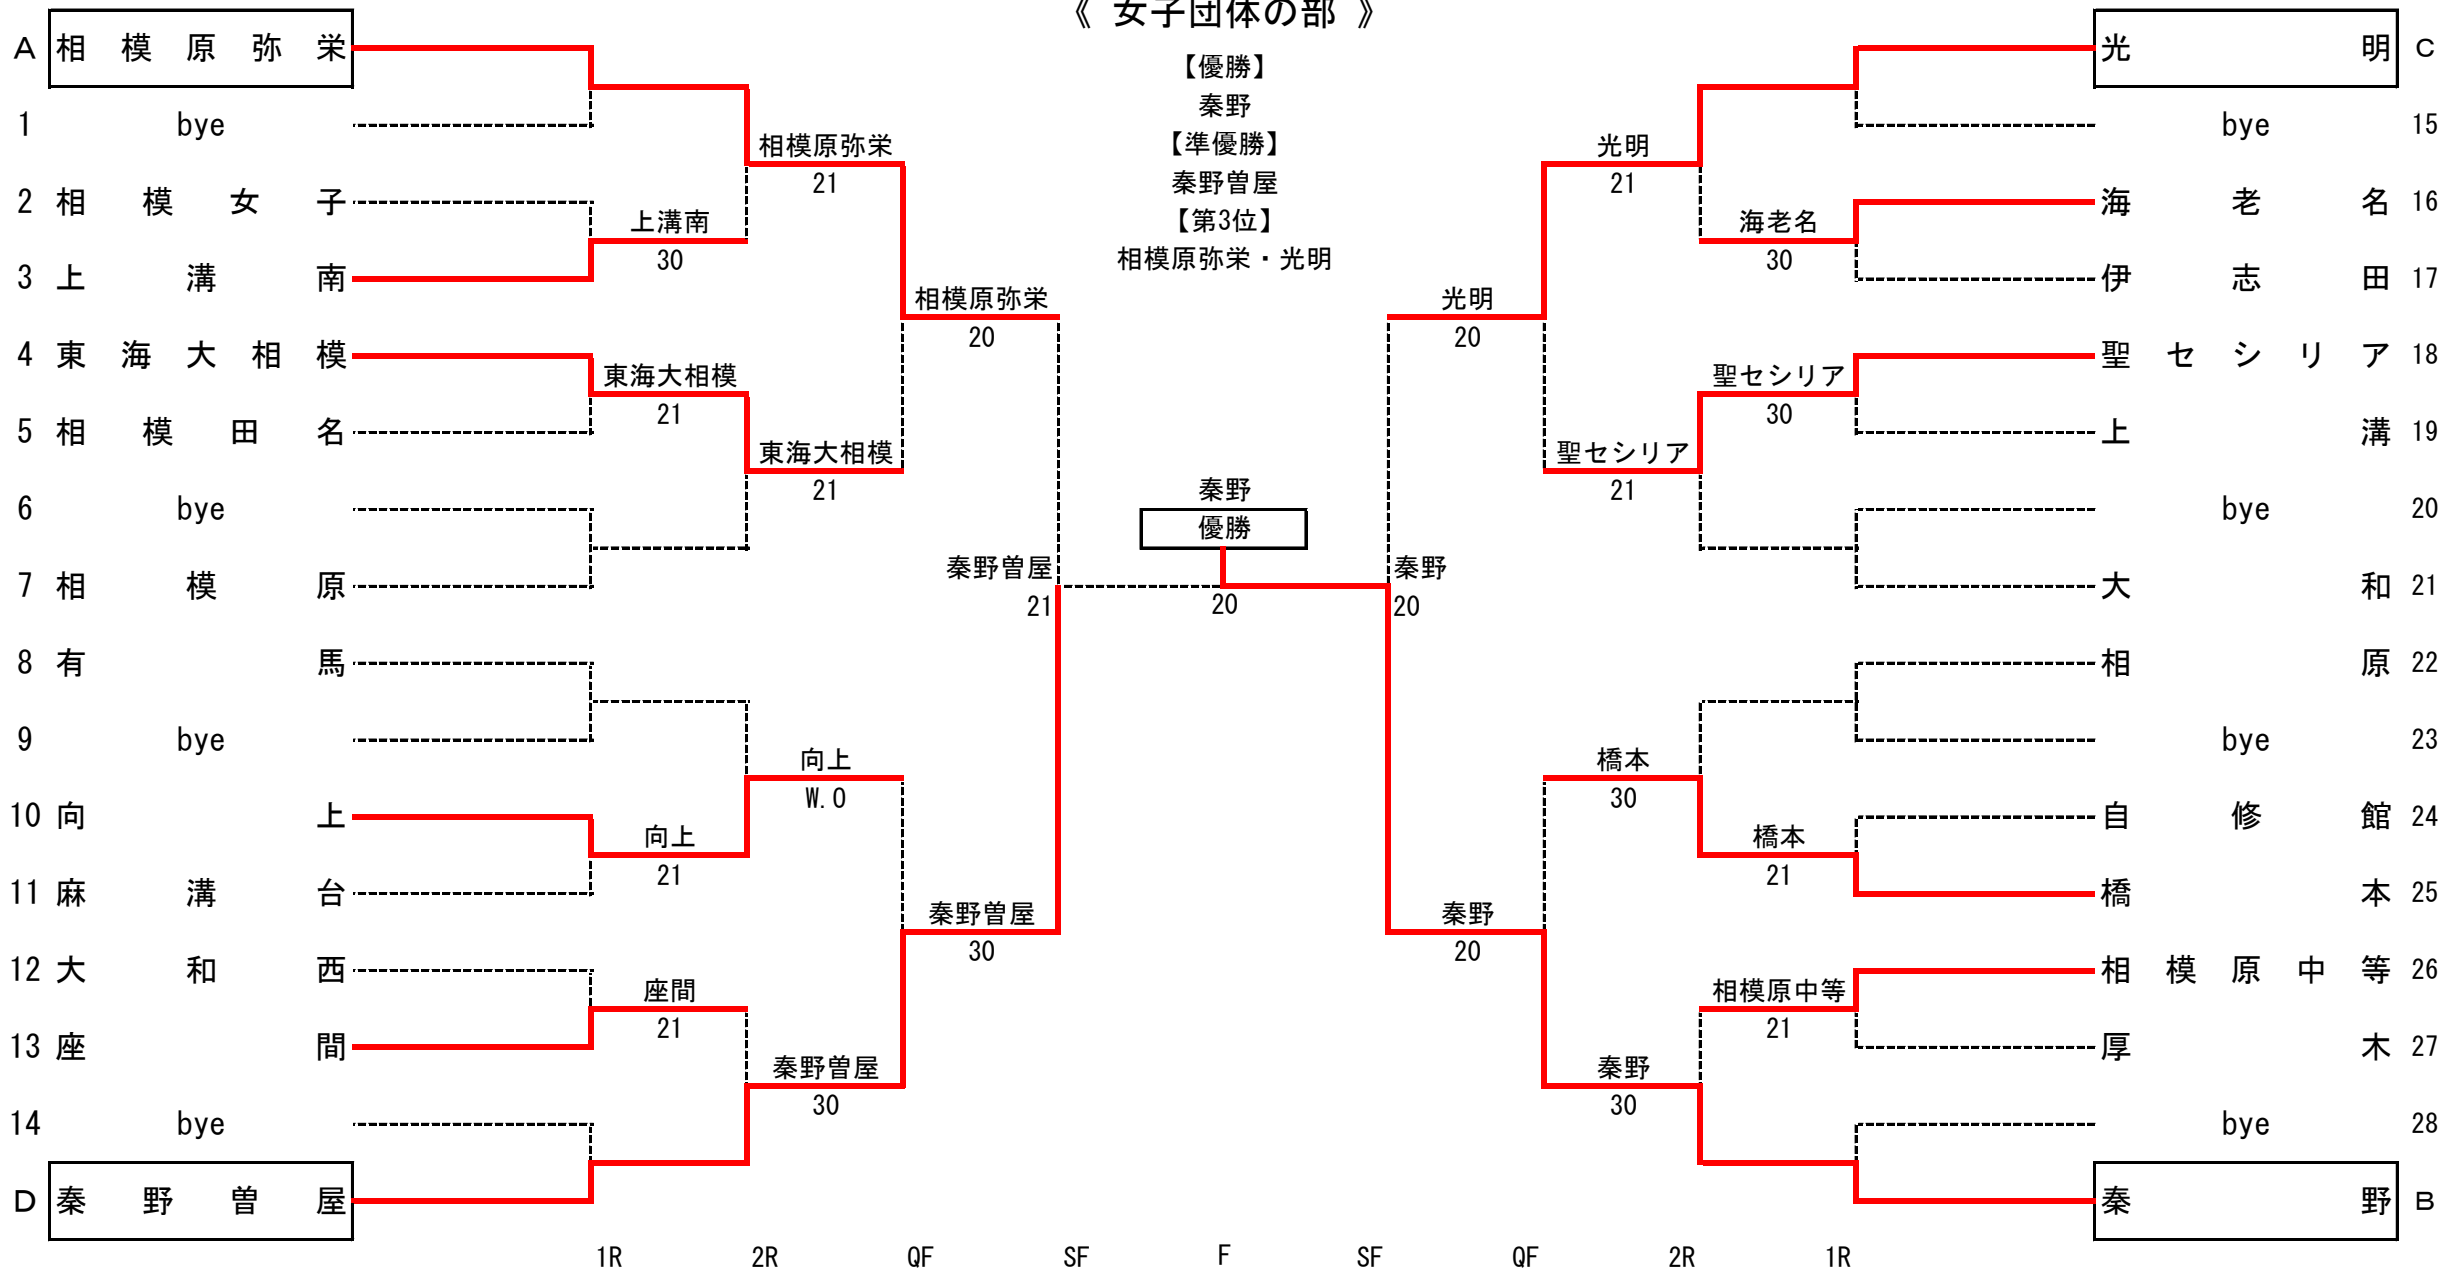 《 女子団体の部 》
【優勝】
秦野
【準優勝】
秦野曽屋
【第3位】
相模原弥栄・光明
A 相模原弥栄
1 bye
2 相模女子
3 上溝南
4 東海大相模
5 相模田名
6 bye
7 相模原
8 有馬
9 bye
10 向上
11 麻溝台
12 大和西
13 座間
14 bye
D 秦野曽屋
上溝南
30
東海大相模
21
向上
21
座間
21
相模原弥栄
21
東海大相模
21
向上
W.O
秦野曽屋
30
相模原弥栄
20
秦野曽屋
30
秦野曽屋
21
秦野
優勝
20
秦野
20
光明
20
秦野
20
光明
21
聖セシリア
21
橋本
30
秦野
30
海老名
30
聖セシリア
30
橋本
21
相模原中等
21
光明 C
bye 15
海老名 16
伊志田 17
聖セシリア 18
上溝 19
bye 20
大和 21
相原 22
bye 23
自修館 24
橋本 25
相模原中等 26
厚木 27
bye 28
秦野 B
1R 2R QF SF F SF QF 2R 1R